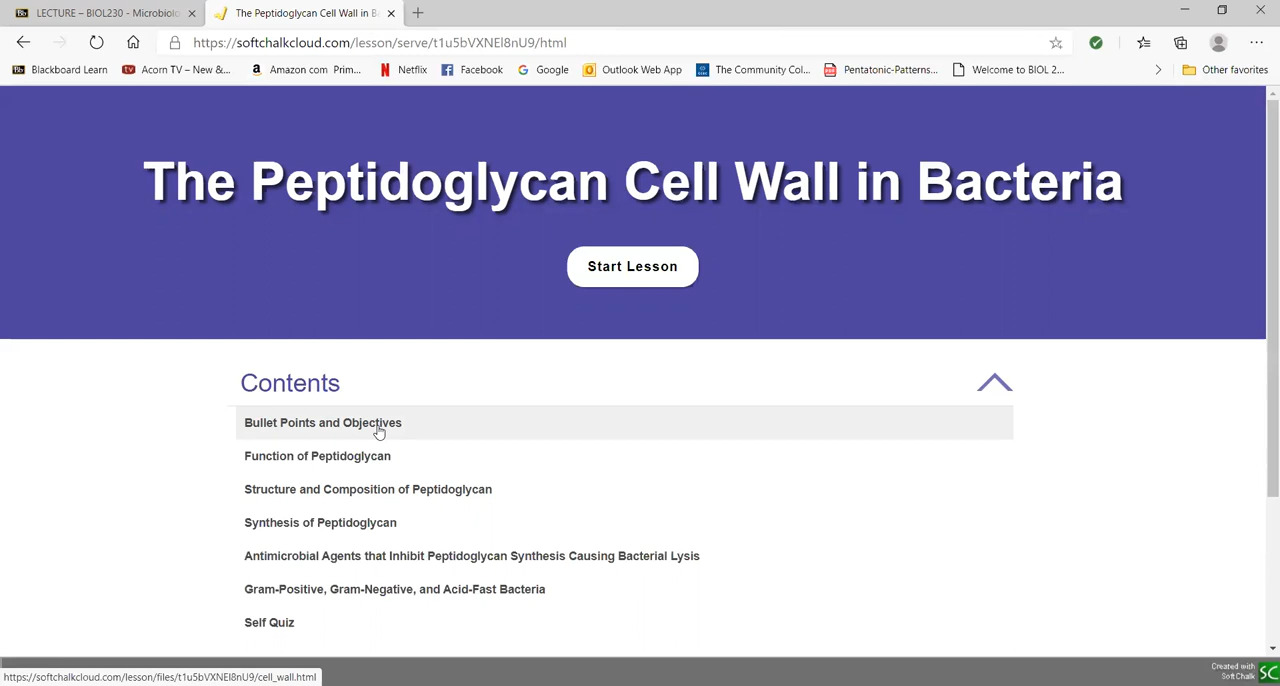 LECTURE – BIOL230 - Microbiolo
The Peptidoglycan Cell Wall in Ba
https://softchalkcloud.com/lesson/serve/t1u5bVXNEl8nU9/html
Blackboard Learn
Acorn TV – New &...
Amazon com Prim...
Netflix
Facebook
Google
Outlook Web App
The Community Col...
Pentatonic-Patterns...
Welcome to BIOL 2...
Other favorites
The Peptidoglycan Cell Wall in Bacteria
Start Lesson
Contents
Bullet Points and Objectives
Function of Peptidoglycan
Structure and Composition of Peptidoglycan
Synthesis of Peptidoglycan
Antimicrobial Agents that Inhibit Peptidoglycan Synthesis Causing Bacterial Lysis
Gram-Positive, Gram-Negative, and Acid-Fast Bacteria
Self Quiz
Created with
SoftChalk
SC
https://softchalkcloud.com/lesson/files/t1u5bVXNEl8nU9/cell_wall.html